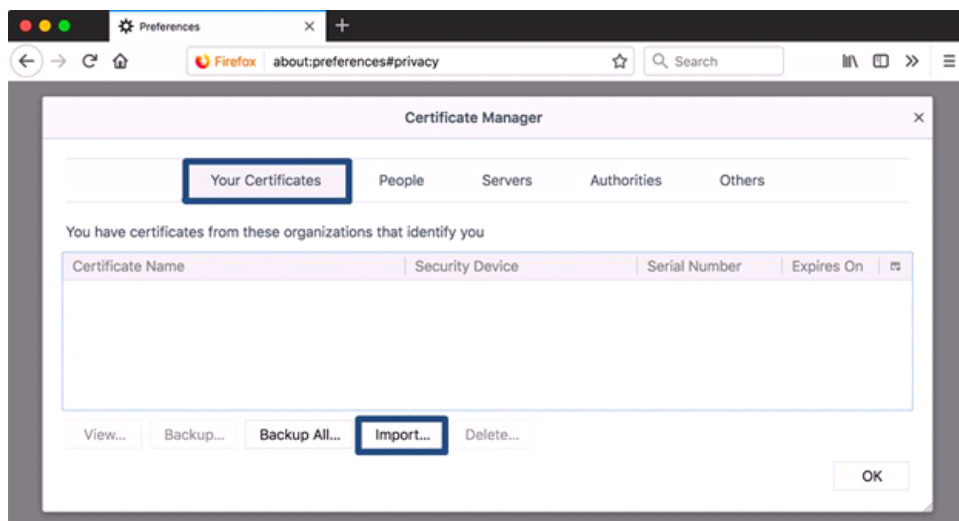 Preferences
Firefox about:preferences#privacy Search
Certificate Manager
Your Certificates People Servers Authorities Others
You have certificates from these organizations that identify you
Certificate Name Security Device Serial Number Expires On
View... Backup... Backup All... Import... Delete...
OK